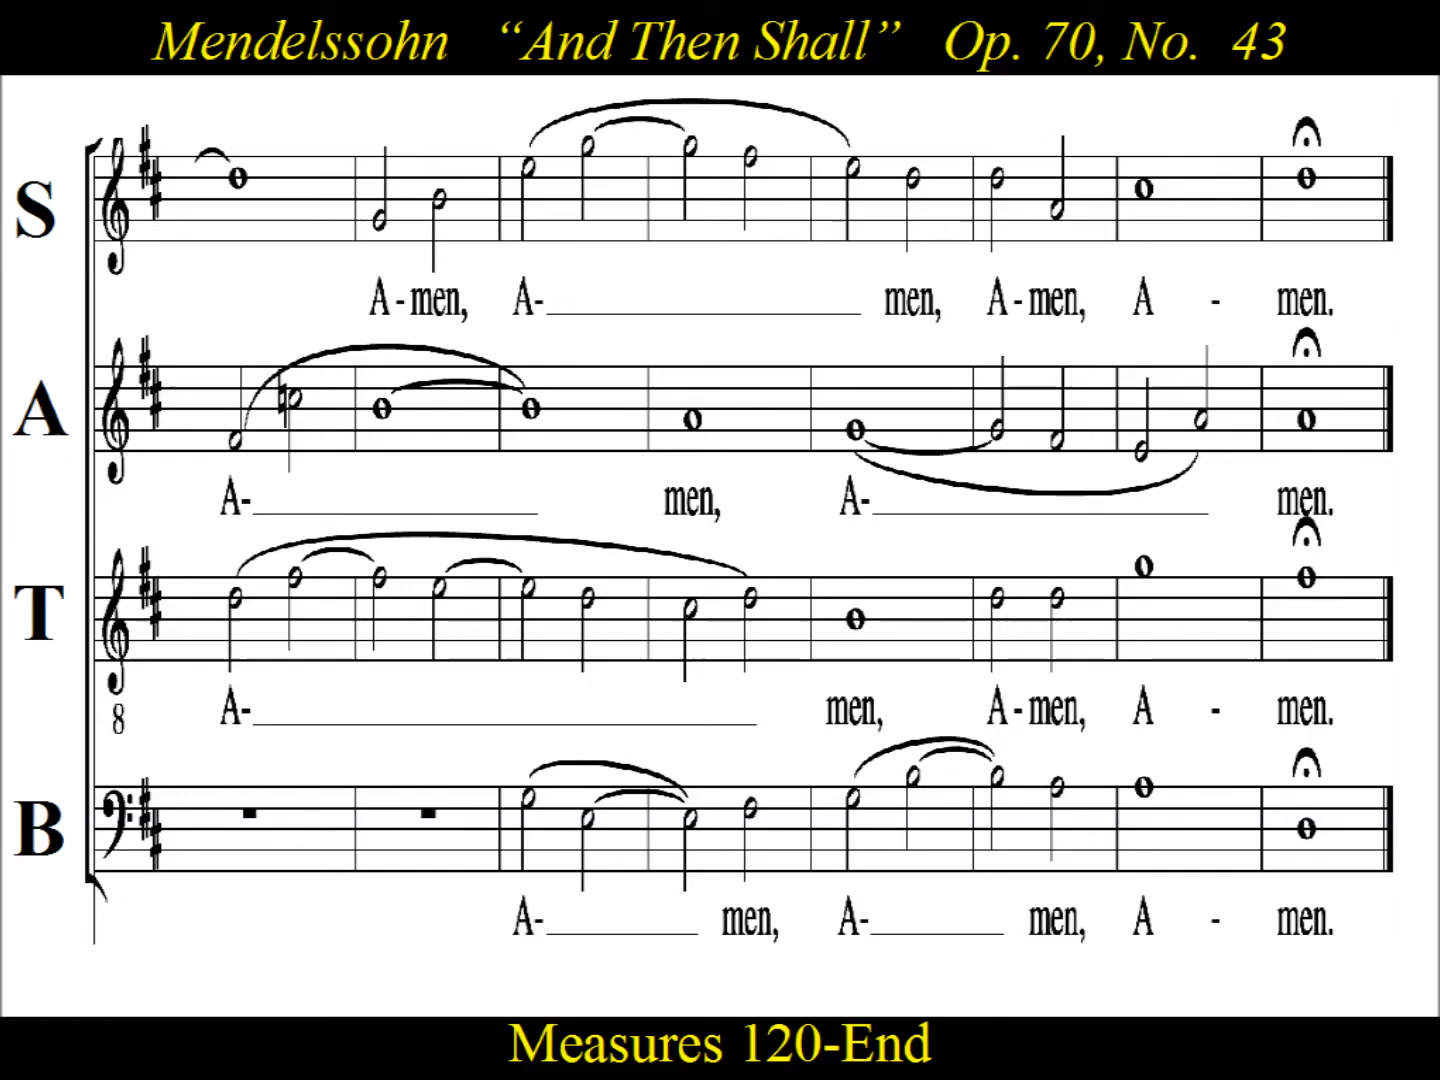 Mendelssohn “And Then Shall” Op. 70, No. 43
S
A - men, A- men, A - men, A - men.
A
A- men, A- men.
T
8
A- men, A - men, A - men.
B
A- men, A- men, A - men.
Measures 120-End